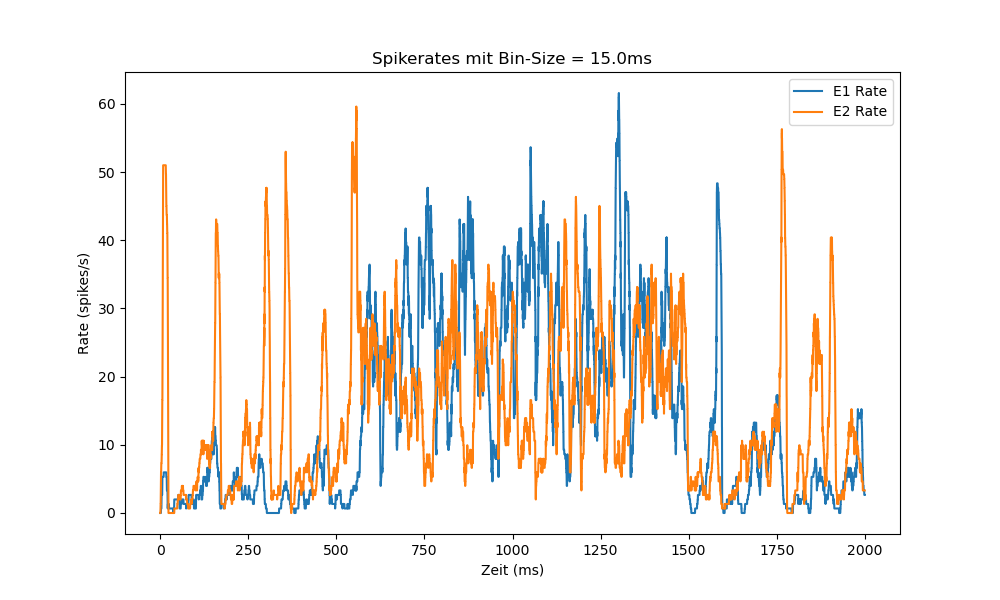 Spikerates mit Bin-Size = 15.0ms
E1 Rate
E2 Rate
60
50
40
30
20
10
0
Rate (spikes/s)
0 250 500 750 1000 1250 1500 1750 2000
Zeit (ms)